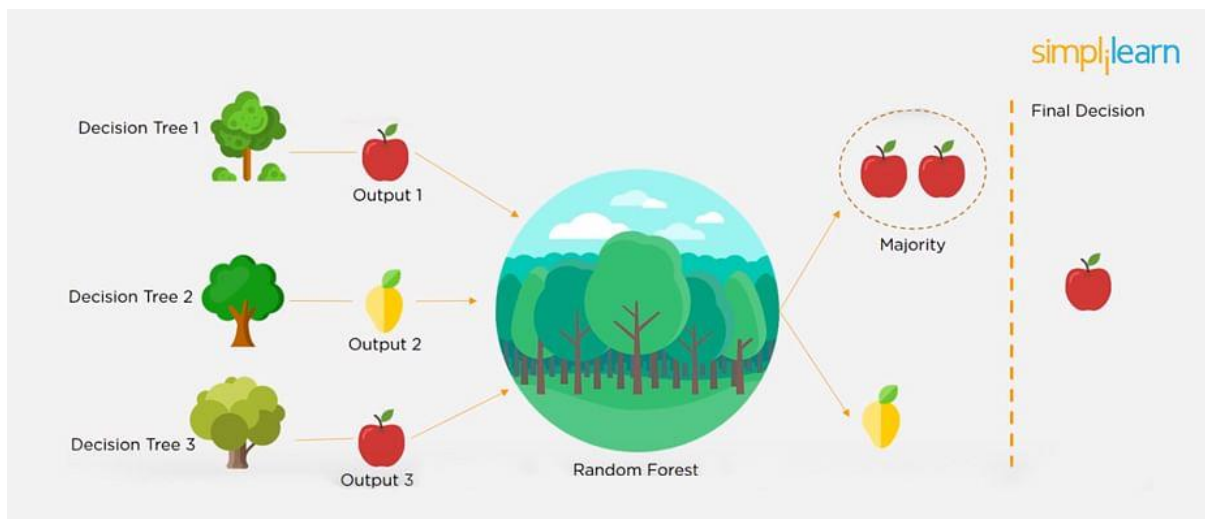 simplilearn
Decision Tree 1
Output 1
Decision Tree 2
Output 2
Decision Tree 3
Output 3
Random Forest
Majority
Final Decision